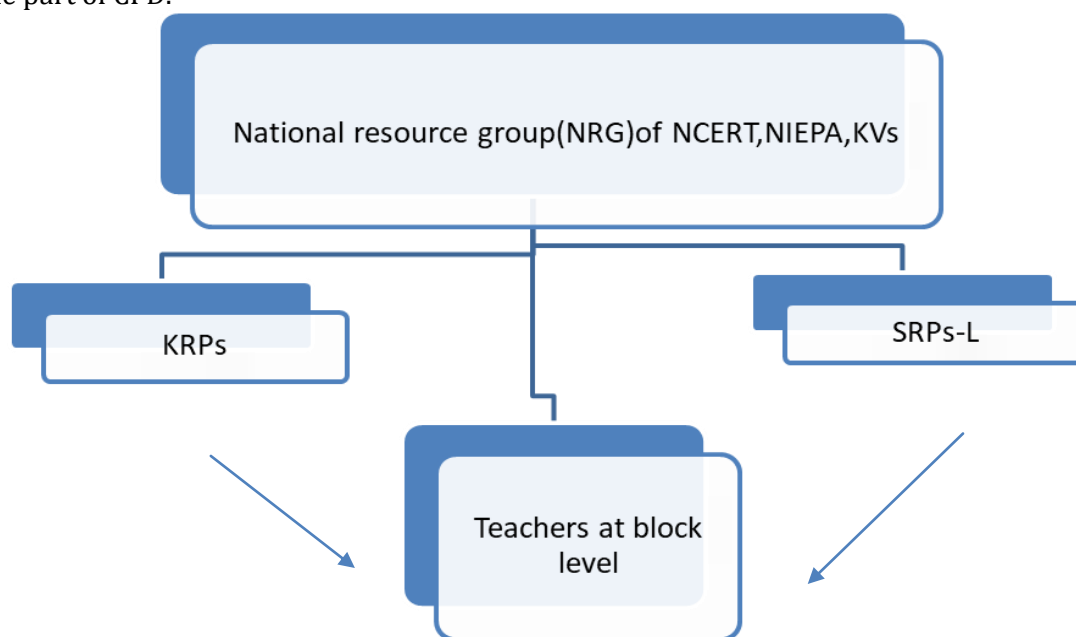 National resource group(NRG)of NCERT,NIEPA,KVs
KRPs
SRPs-L
Teachers at block
level